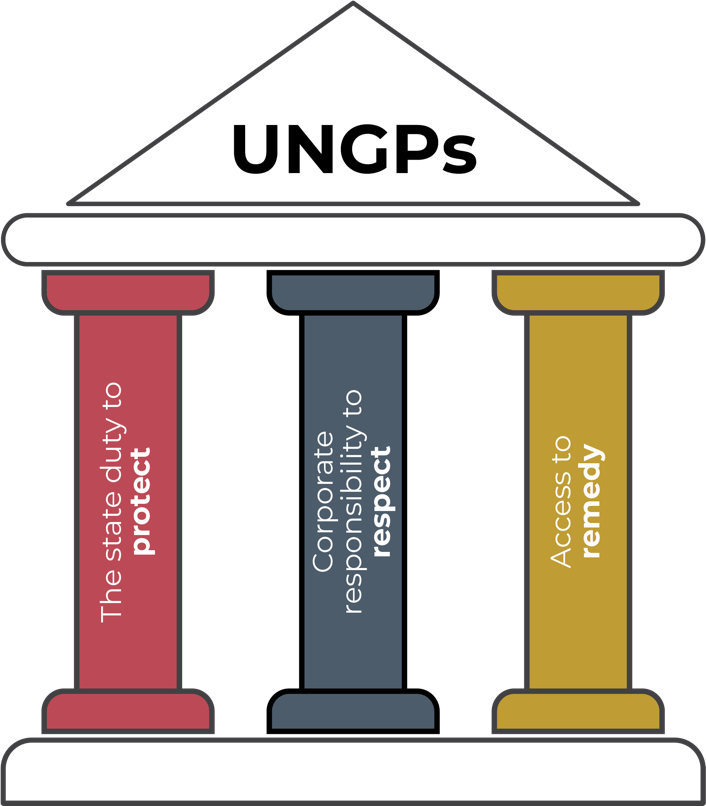 UNGPs
The state duty to
protect
Corporate
responsibility to
respect
Access to
remedy